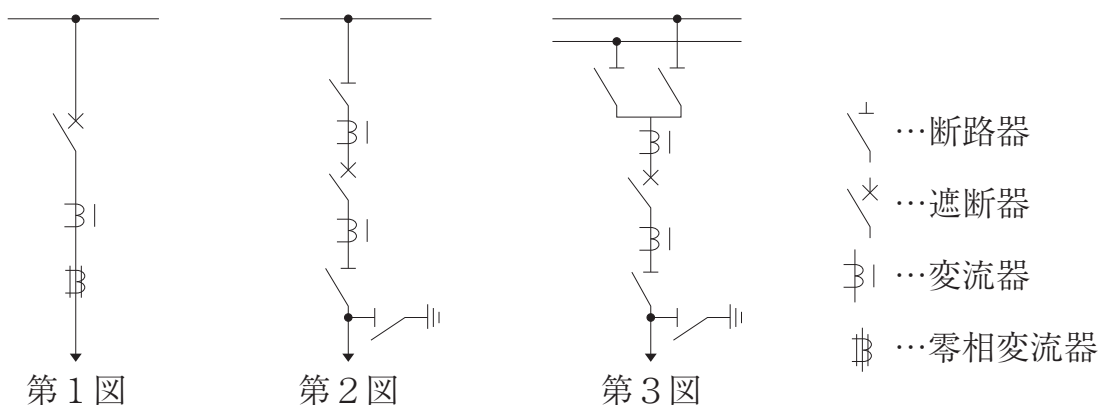 …断路器
…遮断器
…変流器
…零相変流器
第１図
第２図
第３図